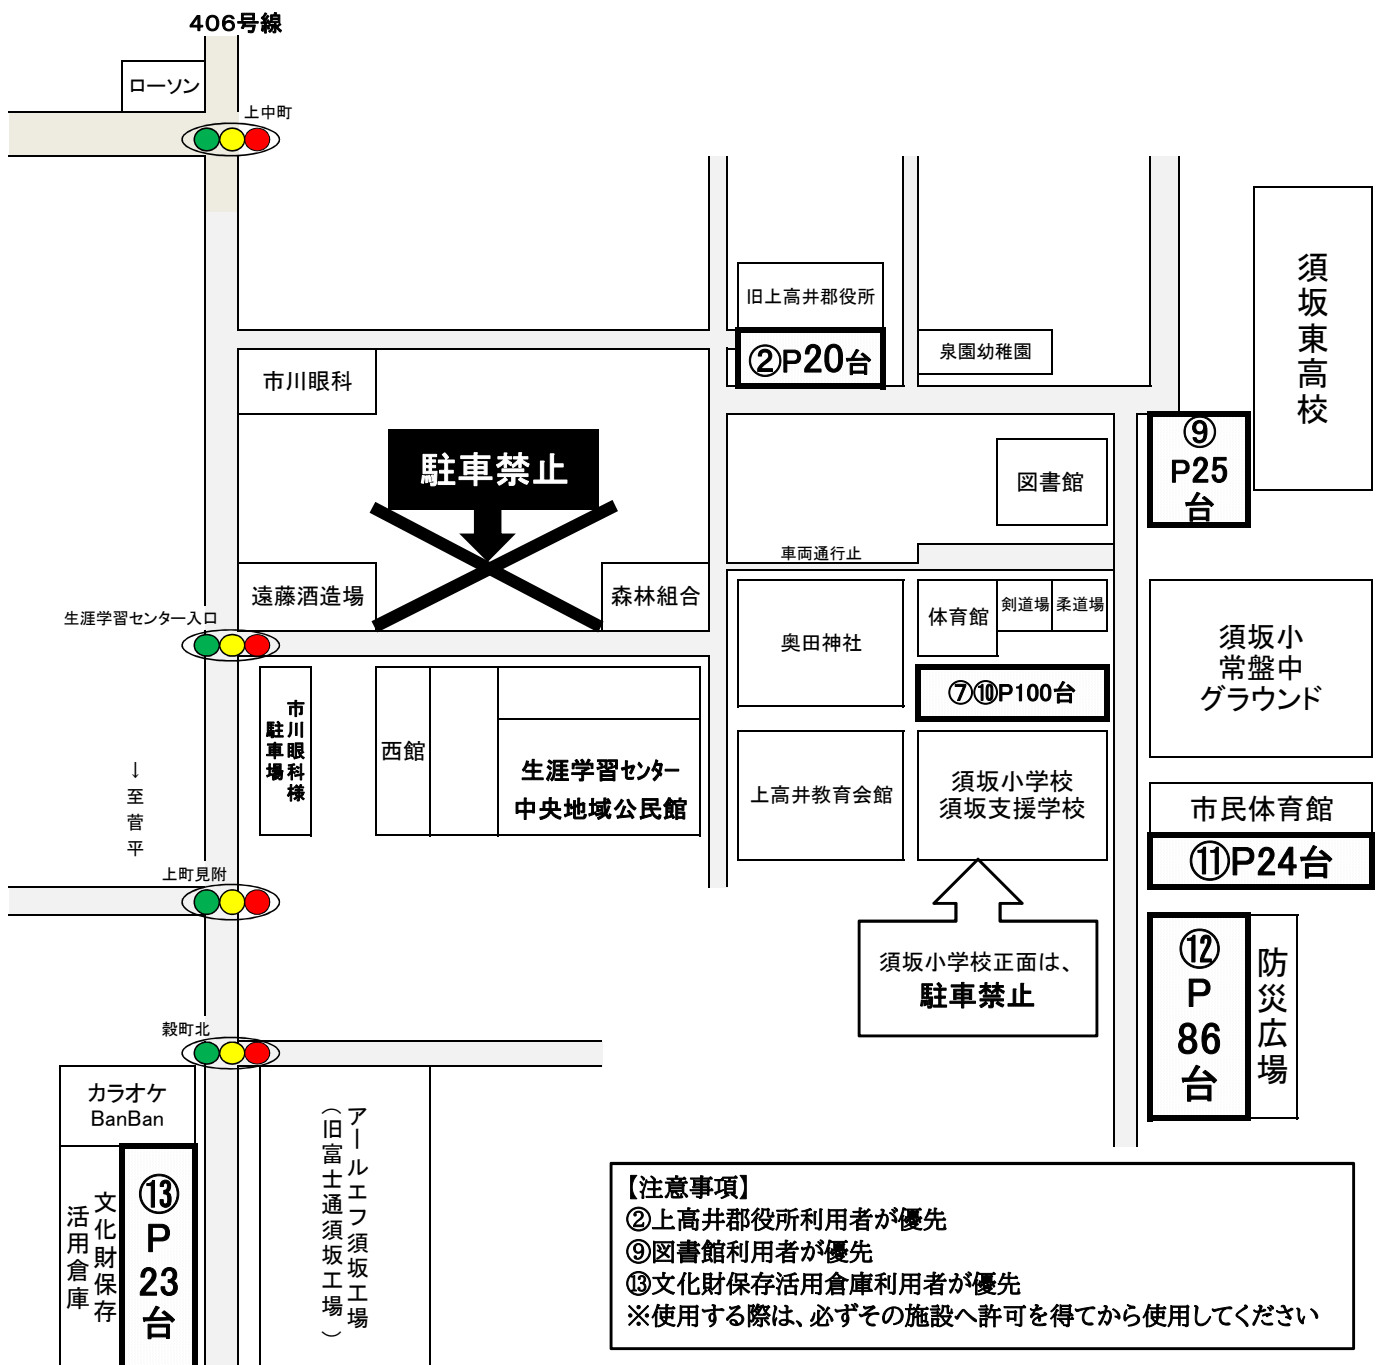 406号線
ローソン
上中町
旧上高井郡役所
②P20台
泉園幼稚園
須坂東高校
市川眼科
駐車禁止
図書館
⑨
P25
台
車両通行止
遠藤酒造場
森林組合
生涯学習センター入口
奥田神社
体育館
剣道場
柔道場
⑦⑩P100台
須坂小
常盤中
グラウンド
市川眼科様
駐車場
西館
生涯学習センター
中央地域公民館
上高井教育会館
須坂小学校
須坂支援学校
市民体育館
⑪P24台
↓至菅平
上町見附
須坂小学校正面は、
駐車禁止
⑫
P
86
台
防災広場
穀町北
カラオケ
BanBan
文化財保存
活用倉庫
⑬
P
23
台
アールエフ須坂工場
（旧富士通須坂工場）
【注意事項】
②上高井郡役所利用者が優先
⑨図書館利用者が優先
⑬文化財保存活用倉庫利用者が優先
※使用する際は、必ずその施設へ許可を得てから使用してください